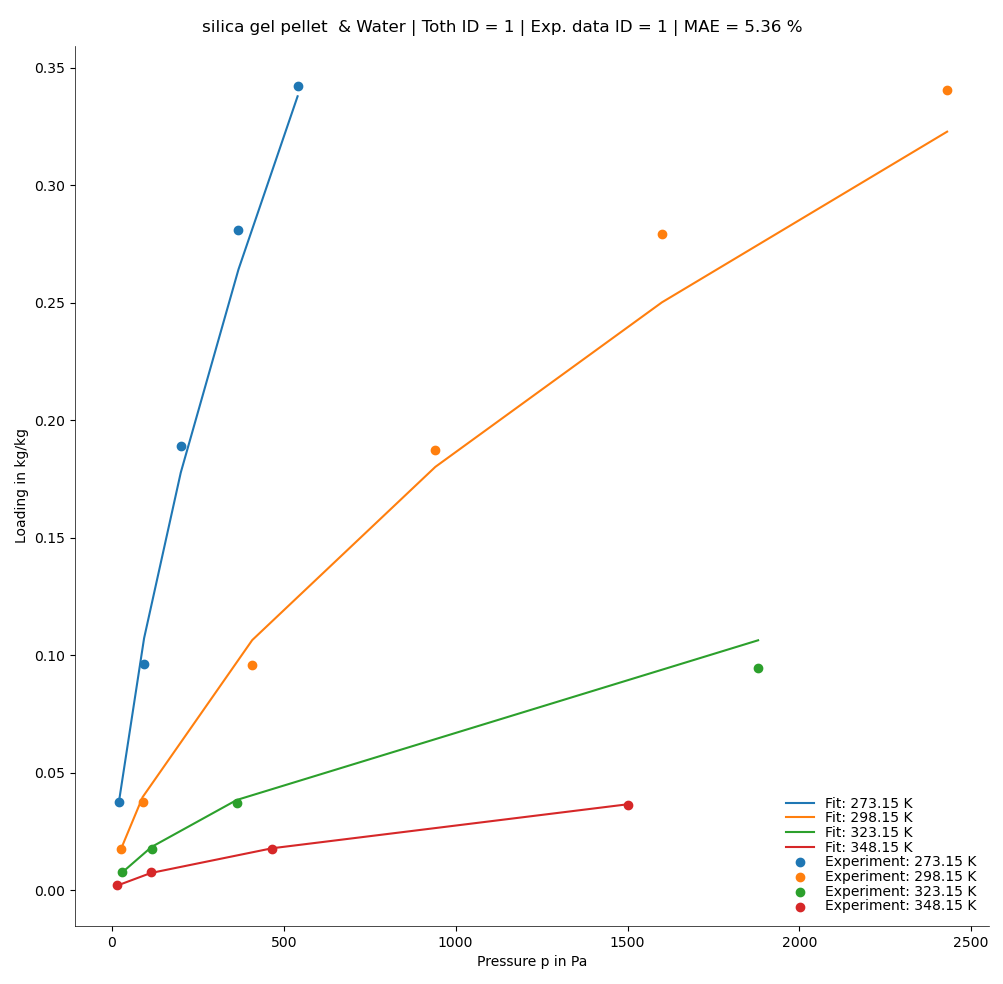 silica gel pellet  & Water | Toth ID = 1 | Exp. data ID = 1 | MAE = 5.36 %
0.35
0.30
0.25
0.20
0.15
0.10
0.05
0.00
Loading in kg/kg
Fit: 273.15 K
Fit: 298.15 K
Fit: 323.15 K
Fit: 348.15 K
Experiment: 273.15 K
Experiment: 298.15 K
Experiment: 323.15 K
Experiment: 348.15 K
0 500 1000 1500 2000 2500
Pressure p in Pa